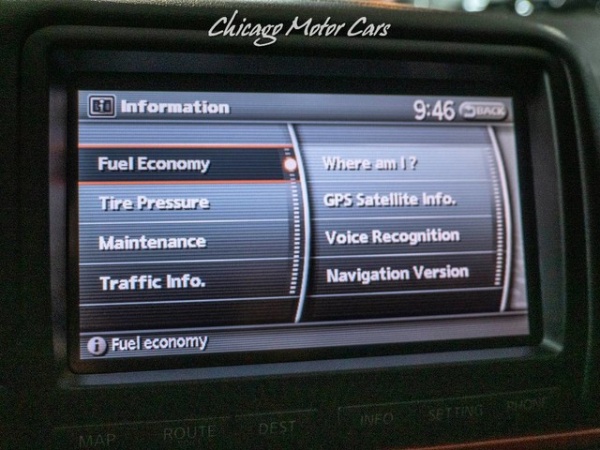 Chicago Motor Cars
Information
9:46
BACK
Fuel Economy
Where am I ?
Tire Pressure
GPS Satellite Info.
Maintenance
Voice Recognition
Traffic Info.
Navigation Version
i Fuel economy
MAP
ROUTE
DEST
INFO
SETTING
PHONE